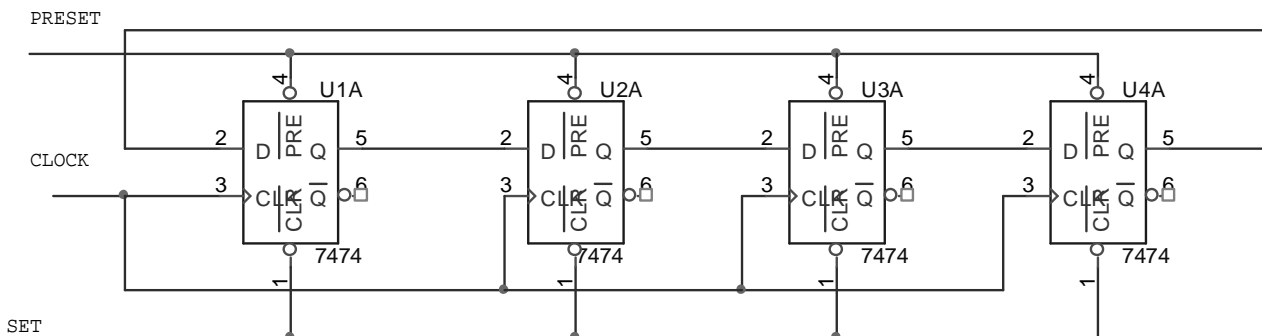 PRESET
4 4 4 4
U1A U2A U3A U4A
2 D PRE Q 5 2 D PRE Q 5 2 D PRE Q 5 2 D PRE Q 5
CLOCK
3 CLK CLR Q 6 3 CLK CLR Q 6 3 CLK CLR Q 6 3 CLK CLR Q 6
7474 7474 7474 7474
1 1 1 1
SET